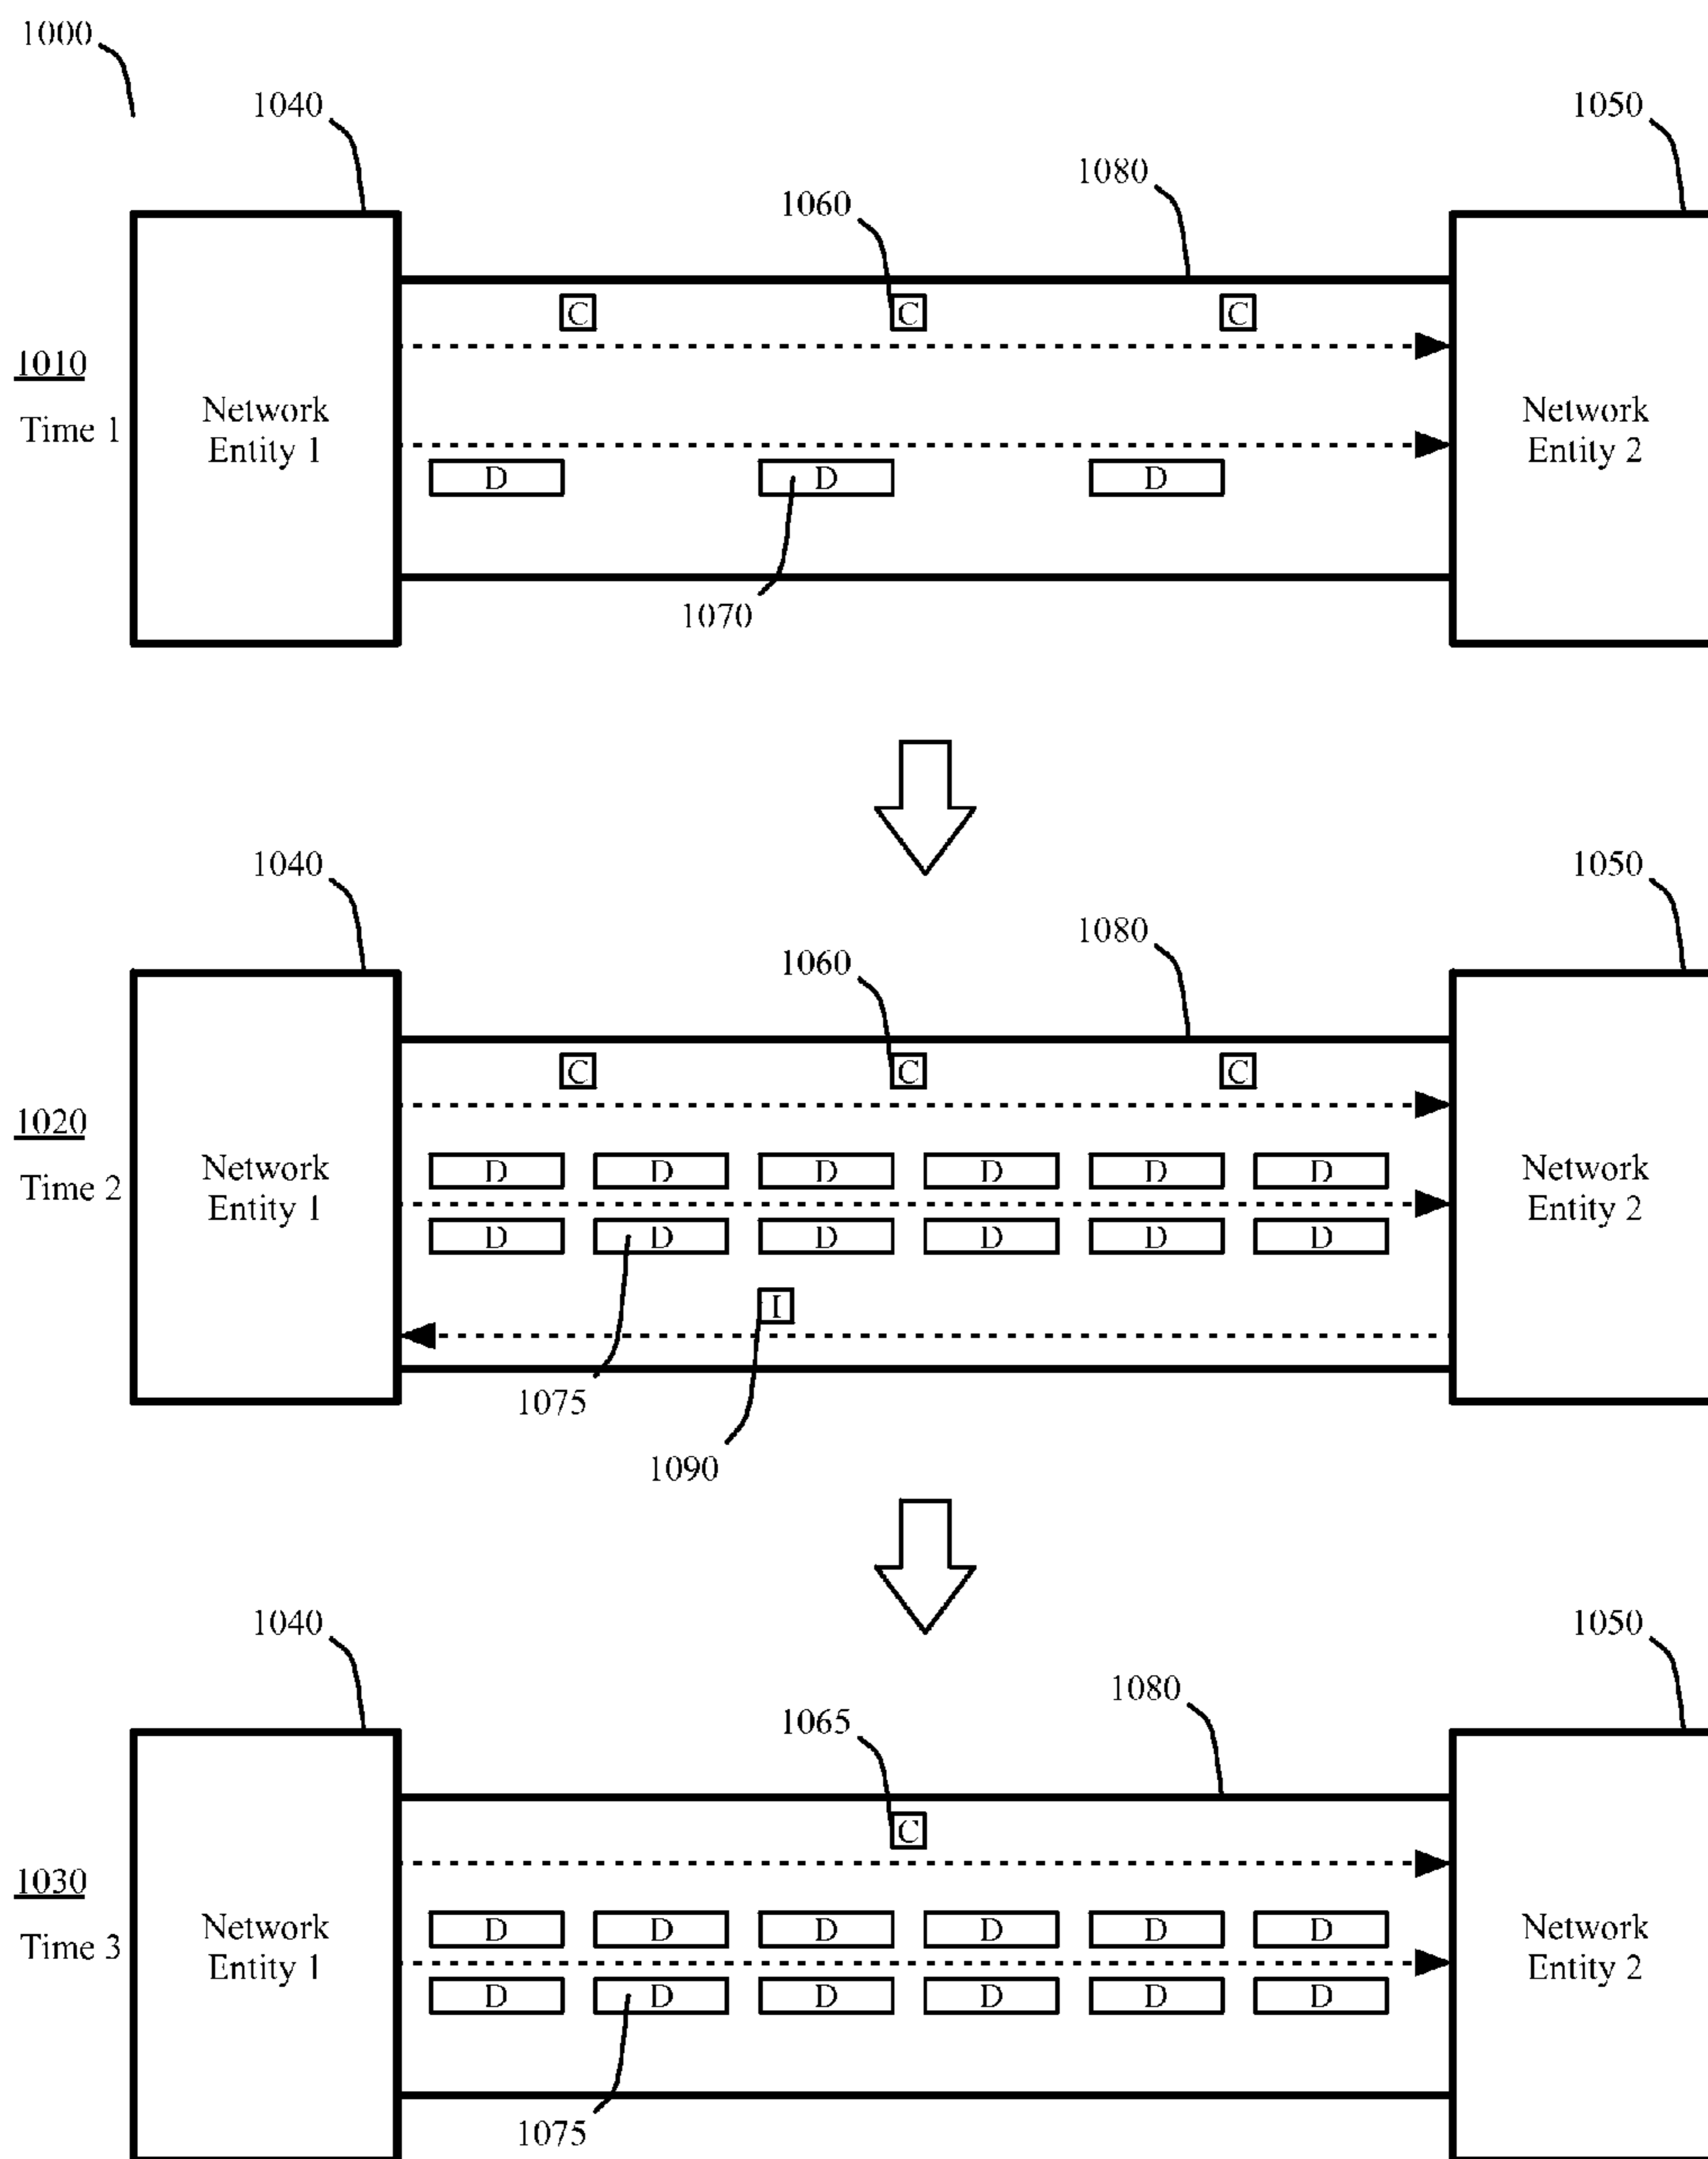 1000
1040
1050
1080
1060
C C C
1010
Time 1
Network
Entity 1
Network
Entity 2
D D D
1070
1040
1050
1080
1060
C C C
1020
Time 2
Network
Entity 1
Network
Entity 2
D D D D D D
D D D D D D
I
1075
1090
1040
1050
1080
1065
C
1030
Time 3
Network
Entity 1
Network
Entity 2
D D D D D D
D D D D D D
1075